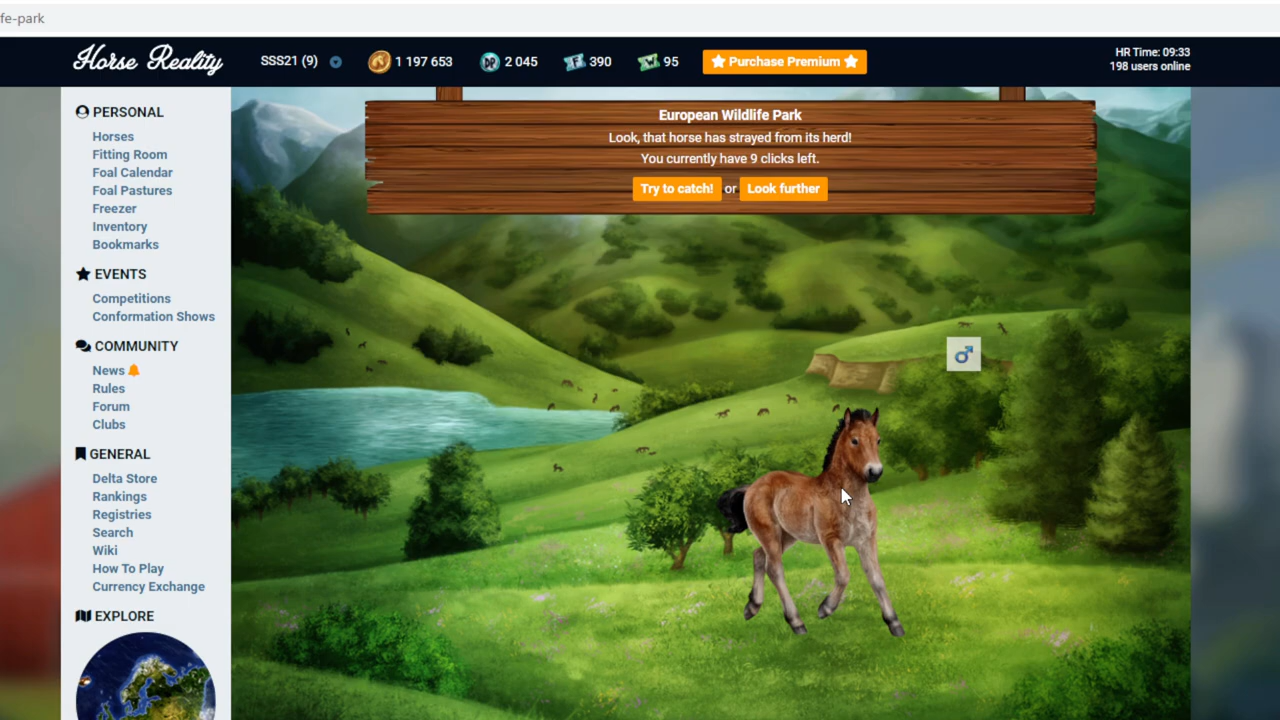 fe-park
Horse Reality
SSS21 (9)
1 197 653
DP
2 045
390
95
Purchase Premium
HR Time: 09:33
198 users online
PERSONAL
Horses
Fitting Room
Foal Calendar
Foal Pastures
Freezer
Inventory
Bookmarks
EVENTS
Competitions
Conformation Shows
COMMUNITY
News
Rules
Forum
Clubs
GENERAL
Delta Store
Rankings
Registries
Search
Wiki
How To Play
Currency Exchange
EXPLORE
European Wildlife Park
Look, that horse has strayed from its herd!
You currently have 9 clicks left.
Try to catch! or Look further